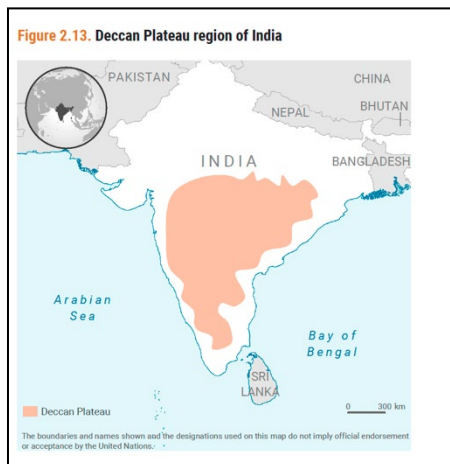 Figure 2.13. Deccan Plateau region of India
PAKISTAN
CHINA
NEPAL
BHUTAN
INDIA
BANGLADESH
Arabian
Sea
Bay of
Bengal
SRI
LANKA
Deccan Plateau
0 300 km
The boundaries and names shown and the designations used on this map do not imply official endorsement
or acceptance by the United Nations.